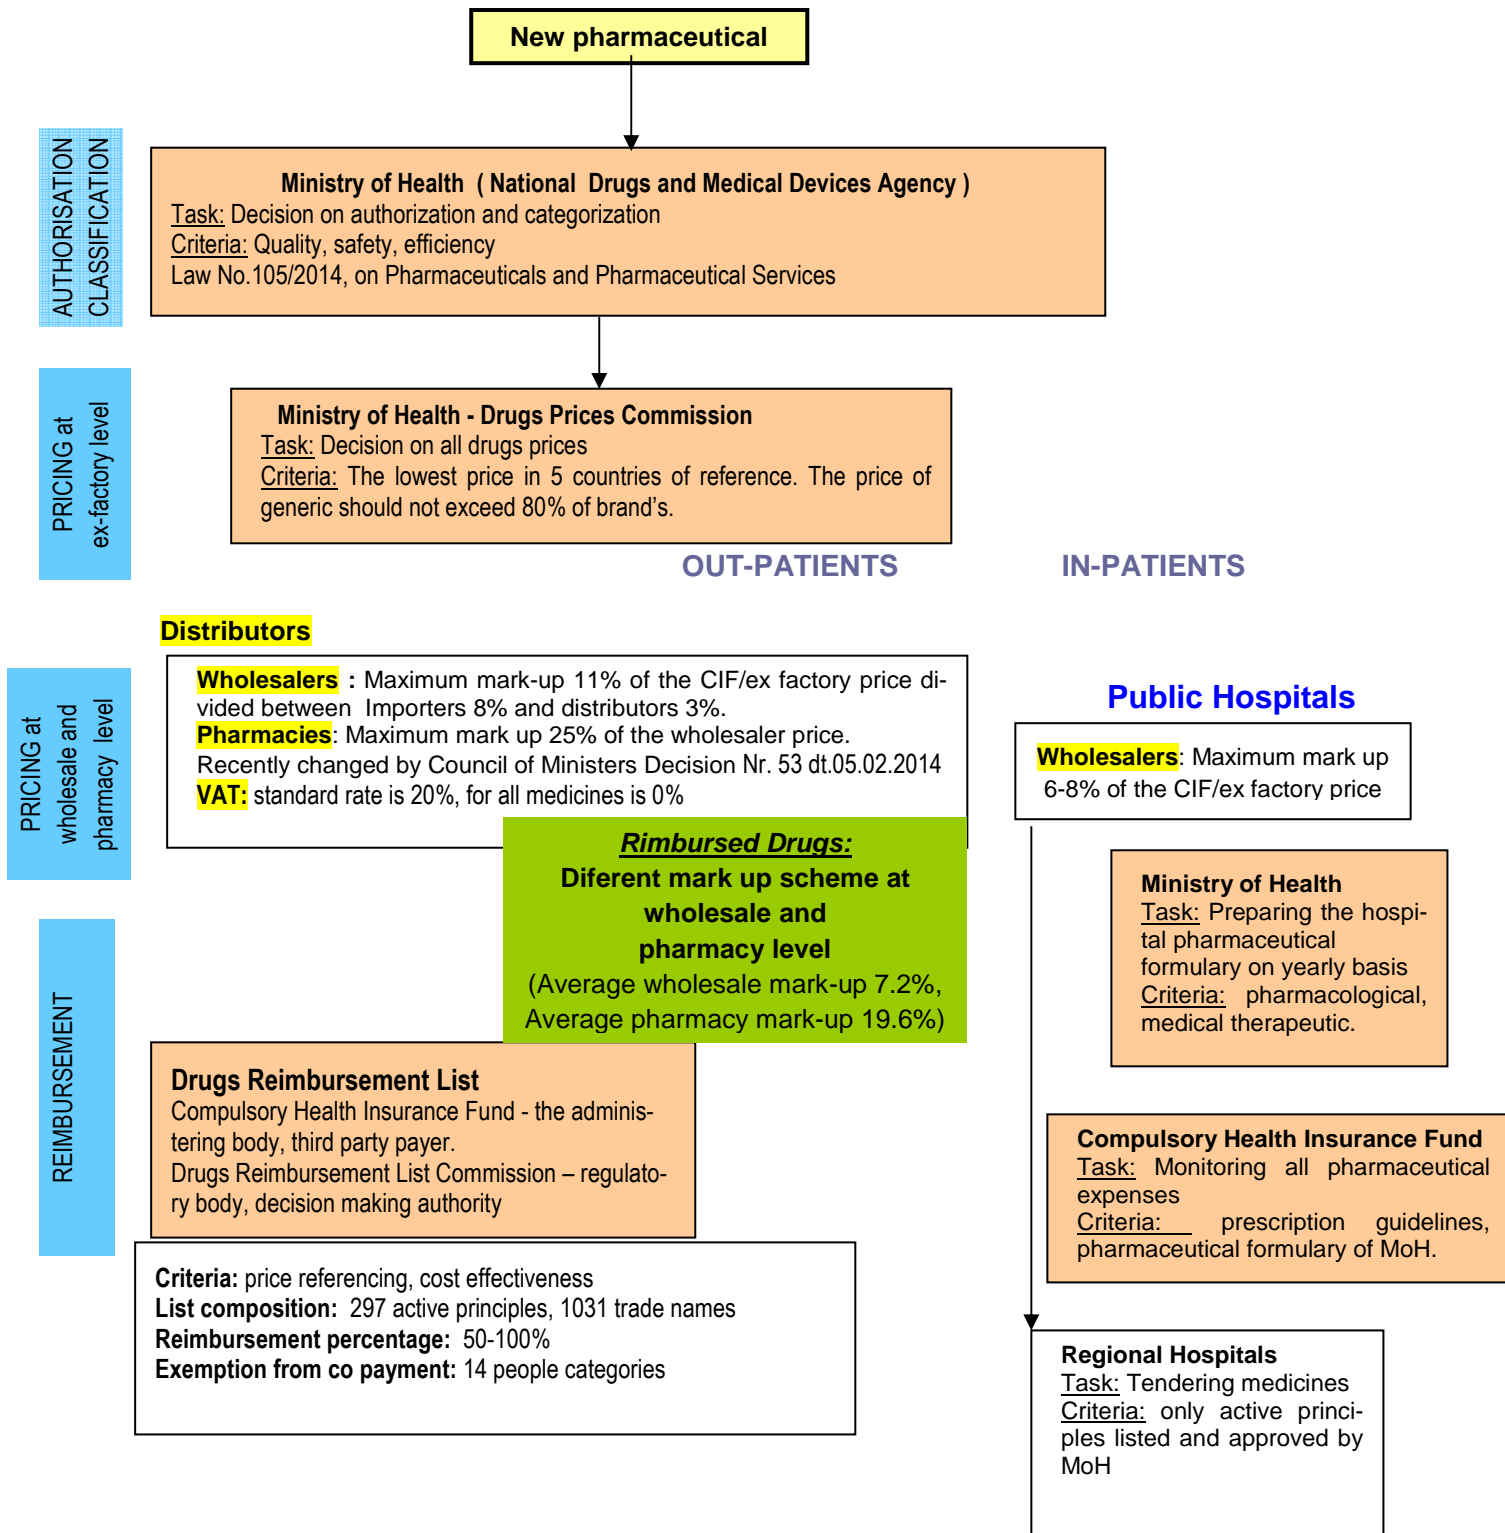 New pharmaceutical
AUTHORISATION
CLASSIFICATION
Ministry of Health ( National Drugs and Medical Devices Agency )
Task: Decision on authorization and categorization
Criteria: Quality, safety, efficiency
Law No.105/2014, on Pharmaceuticals and Pharmaceutical Services
PRICING at
ex-factory level
Ministry of Health - Drugs Prices Commission
Task: Decision on all drugs prices
Criteria: The lowest price in 5 countries of reference. The price of
generic should not exceed 80% of brand's.
OUT-PATIENTS
IN-PATIENTS
Distributors
PRICING at
wholesale and
pharmacy level
Wholesalers : Maximum mark-up 11% of the CIF/ex factory price di-
vided between Importers 8% and distributors 3%.
Pharmacies: Maximum mark up 25% of the wholesaler price.
Recently changed by Council of Ministers Decision Nr. 53 dt.05.02.2014
VAT: standard rate is 20%, for all medicines is 0%
Public Hospitals
Wholesalers: Maximum mark up
6-8% of the CIF/ex factory price
Rimbursed Drugs:
Diferent mark up scheme at
wholesale and
pharmacy level
(Average wholesale mark-up 7.2%,
Average pharmacy mark-up 19.6%)
Ministry of Health
Task: Preparing the hospi-
tal pharmaceutical
formulary on yearly basis
Criteria: pharmacological,
medical therapeutic.
REIMBURSEMENT
Drugs Reimbursement List
Compulsory Health Insurance Fund - the adminis-
tering body, third party payer.
Drugs Reimbursement List Commission – regulato-
ry body, decision making authority
Compulsory Health Insurance Fund
Task: Monitoring all pharmaceutical
expenses
Criteria: prescription guidelines,
pharmaceutical formulary of MoH.
Criteria: price referencing, cost effectiveness
List composition: 297 active principles, 1031 trade names
Reimbursement percentage: 50-100%
Exemption from co payment: 14 people categories
Regional Hospitals
Task: Tendering medicines
Criteria: only active princi-
ples listed and approved by
MoH